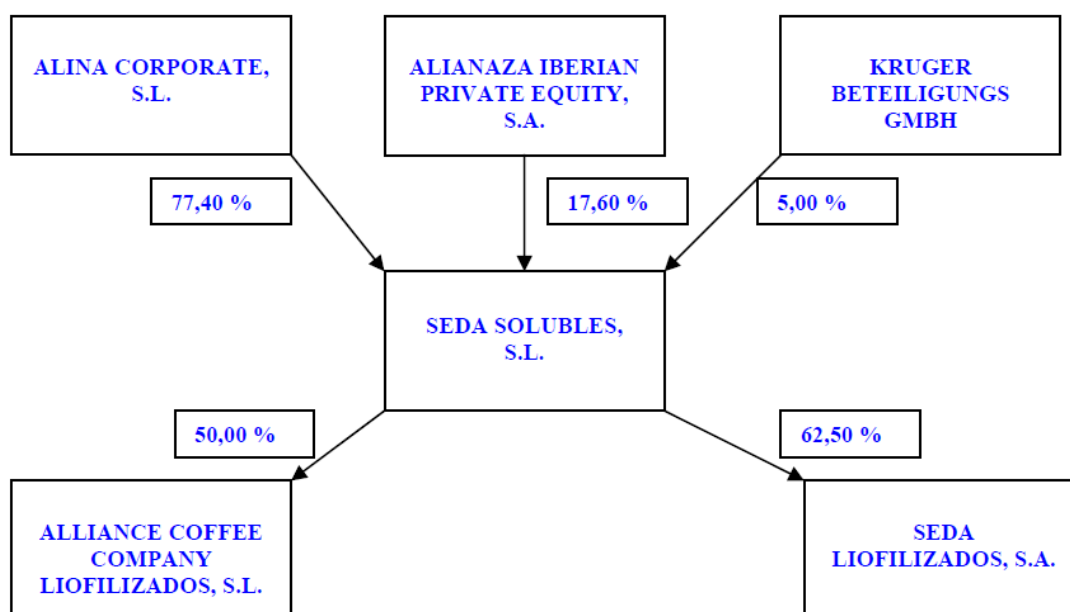 ALINA CORPORATE,
S.L.
ALIANAZA IBERIAN
PRIVATE EQUITY,
S.A.
KRUGER
BETEILIGUNGS
GMBH
77,40 %
17,60 %
5,00 %
SEDA SOLUBLES,
S.L.
50,00 %
62,50 %
ALLIANCE COFFEE
COMPANY
LIOFILIZADOS, S.L.
SEDA
LIOFILIZADOS, S.A.